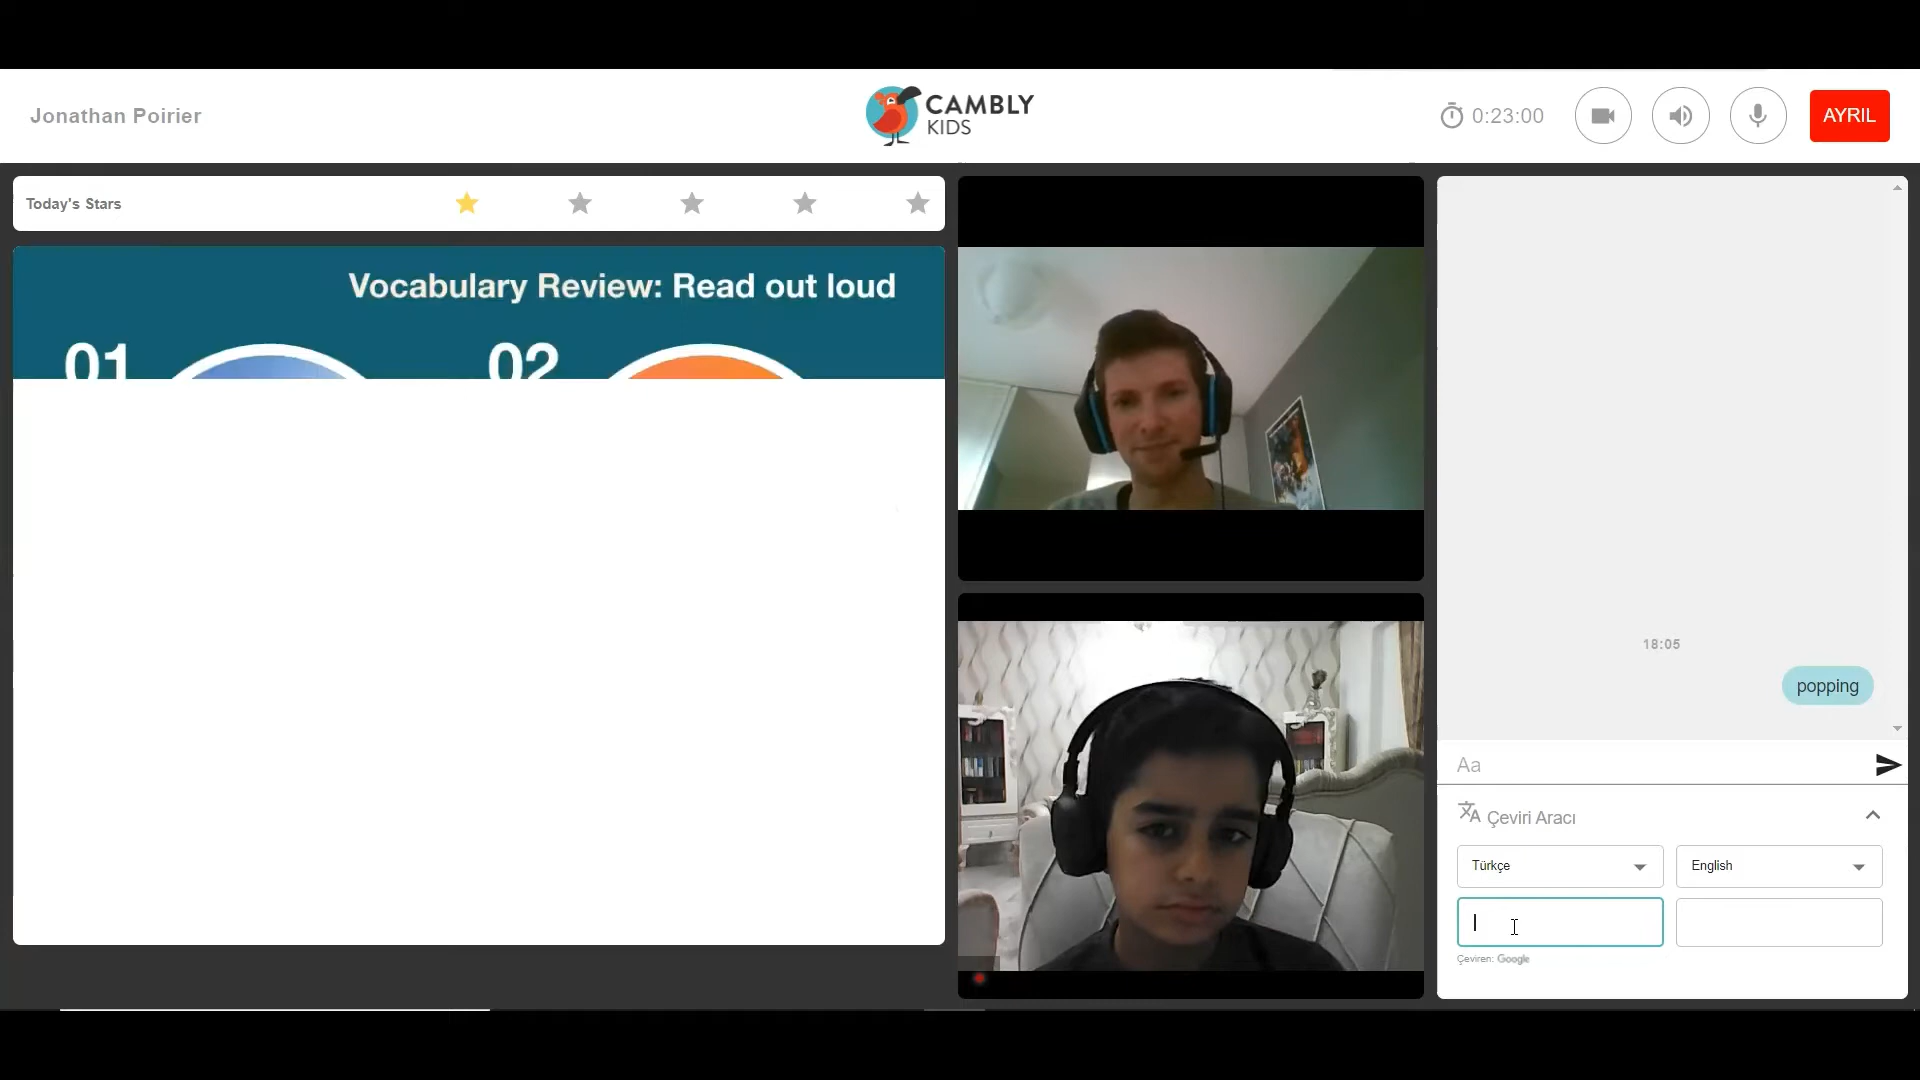 Jonathan Poirier
CAMBLY
KIDS
0:23:00
AYRIL
Today's Stars
Vocabulary Review: Read out loud
01
02
18:05
popping
Aa
Çeviri Aracı
Türkçe
English
Çeviren: Google